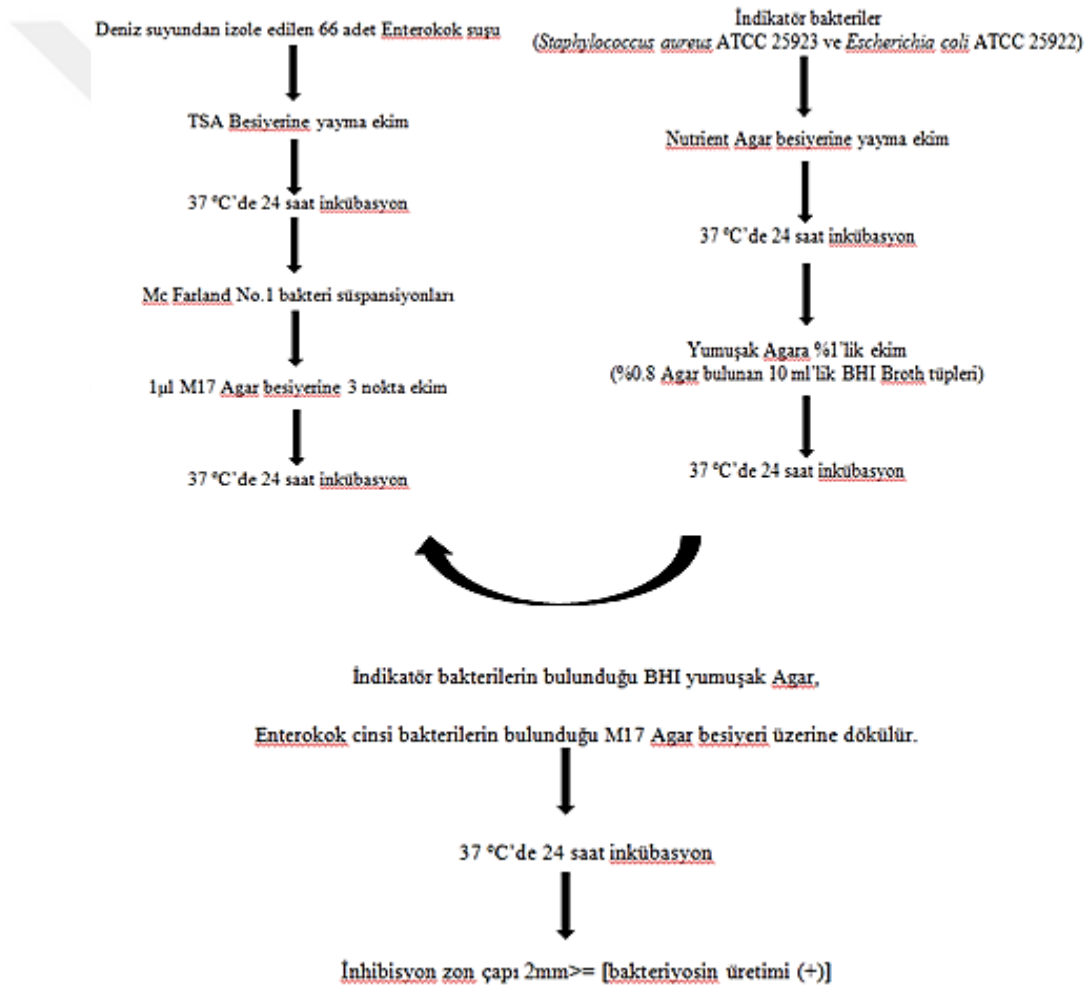 Deniz suyundan izole edilen 66 adet Enterokok suşu
TSA Besiyerine yayma ekim
37 °C'de 24 saat inkübasyon
Mc Farland No.1 bakteri süspansiyonları
1µl M17 Agar besiyerine 3 nokta ekim
37 °C'de 24 saat inkübasyon
İndikatör bakteriler
(Staphylococcus aureus ATCC 25923 ve Escherichia coli ATCC 25922)
Nutrient Agar besiyerine yayma ekim
37 °C'de 24 saat inkübasyon
Yumuşak Agara %1'lik ekim
(%0.8 Agar bulunan 10 ml'lik BHI Broth tüpleri)
37 °C'de 24 saat inkübasyon
İndikatör bakterilerin bulunduğu BHI yumuşak Agar,
Enterokok cinsi bakterilerin bulunduğu M17 Agar besiyeri üzerine dökülür.
37 °C'de 24 saat inkübasyon
İnhibisyon zon çapı 2mm>= [bakteriyosin üretimi (+)]